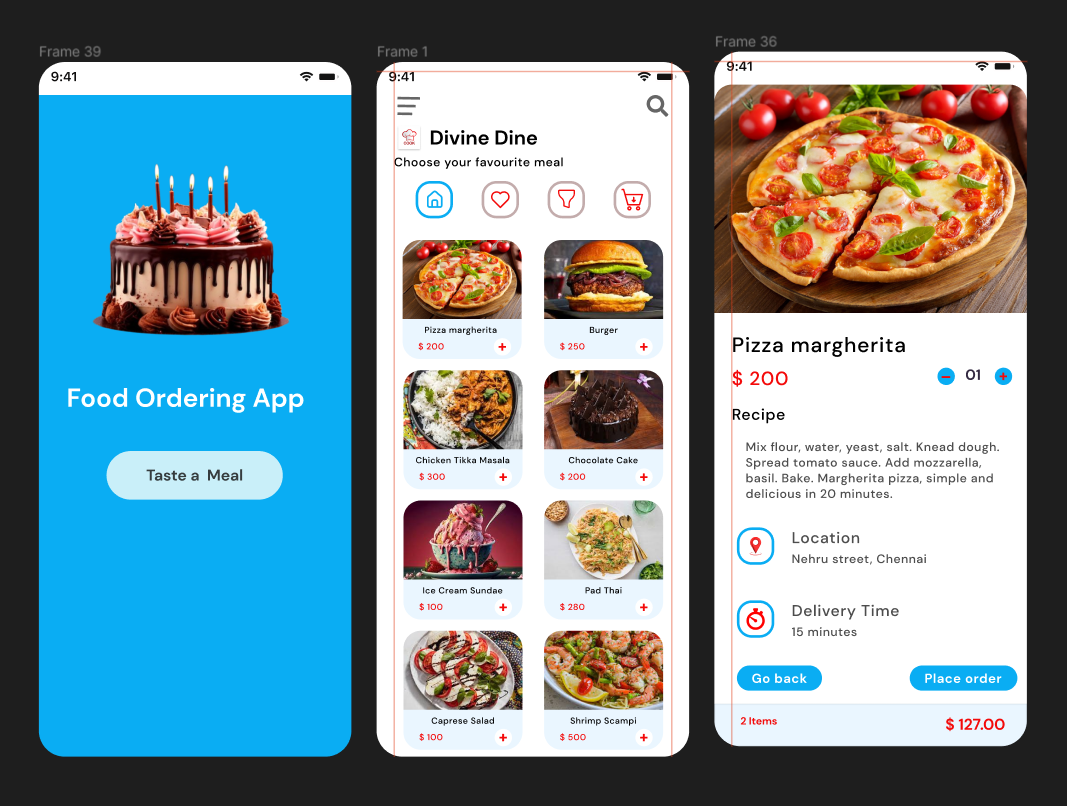 Frame 39
9:41
Food Ordering App
Taste a Meal
Frame 1
9:41
COOK
Divine Dine
Choose your favourite meal
Pizza margherita
$ 200
+
Burger
$ 250
+
Chicken Tikka Masala
$ 300
+
Chocolate Cake
$ 200
+
Ice Cream Sundae
$ 100
+
Pad Thai
$ 280
+
Caprese Salad
$ 100
+
Shrimp Scampi
$ 500
+
Frame 36
9:41
Pizza margherita
$ 200
− 01 +
Recipe
Mix flour, water, yeast, salt. Knead dough.
Spread tomato sauce. Add mozzarella,
basil. Bake. Margherita pizza, simple and
delicious in 20 minutes.
Location
Nehru street, Chennai
Delivery Time
15 minutes
Go back
Place order
2 Items
$ 127.00